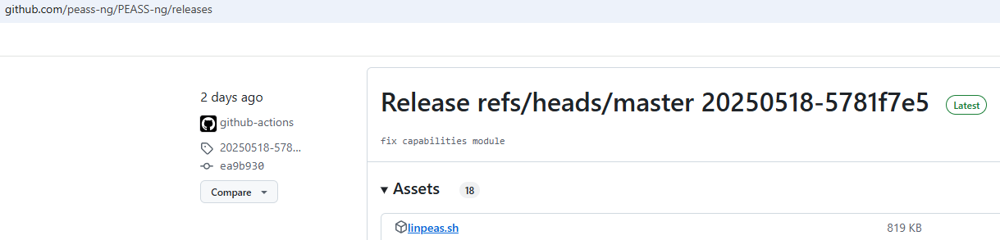 github.com/peass-ng/PEASS-ng/releases
2 days ago
github-actions
20250518-578...
ea9b930
Compare
Release refs/heads/master 20250518-5781f7e5 Latest
fix capabilities module
Assets 18
linpeas.sh 819 KB